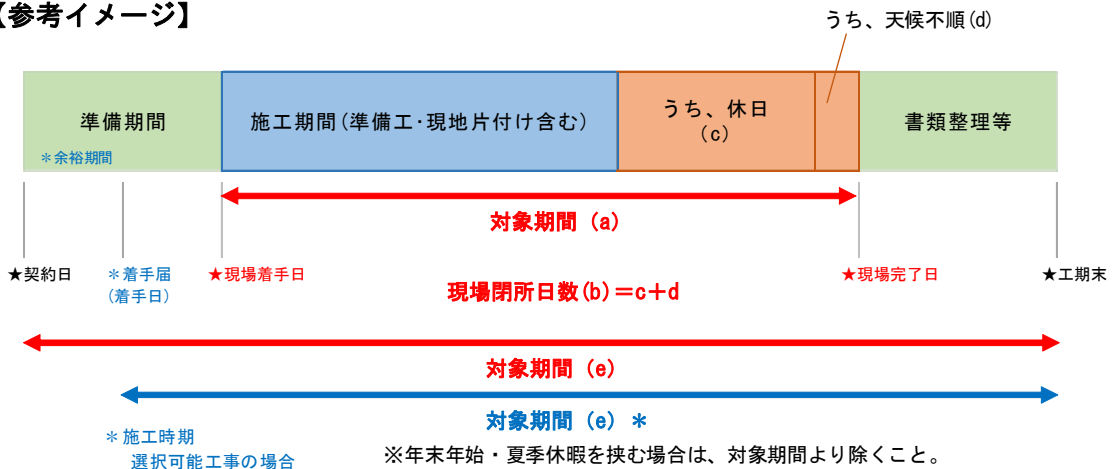 【参考イメージ】
うち、天候不順(d)
準備期間
＊余裕期間
施工期間(準備工・現地片付け含む)
うち、休日
(c)
書類整理等
対象期間 (a)
★契約日
＊着手届
(着手日)
★現場着手日
★現場完了日
★工期末
現場閉所日数(b)＝c＋d
対象期間 (e)
対象期間 (e) ＊
＊施工時期
選択可能工事の場合
※年末年始・夏季休暇を挟む場合は、対象期間より除くこと。